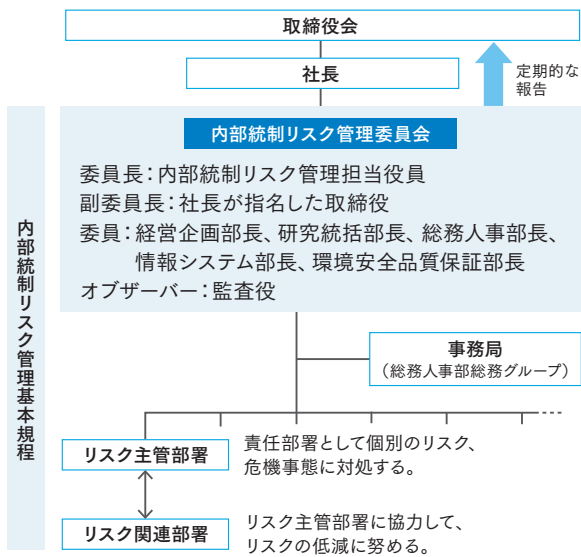 取締役会
社長
定期的な
報告
内部統制リスク管理基本規程
内部統制リスク管理委員会
委員長：内部統制リスク管理担当役員
副委員長：社長が指名した取締役
委員：経営企画部長、研究統括部長、総務人事部長、
情報システム部長、環境安全品質保証部長
オブザーバー：監査役
事務局
（総務人事部総務グループ）
リスク主管部署
責任部署として個別のリスク、
危機事態に対処する。
リスク関連部署
リスク主管部署に協力して、
リスクの低減に努める。